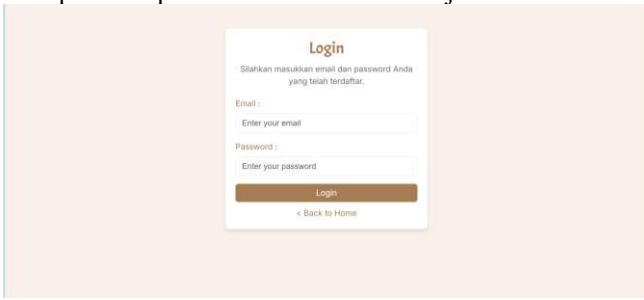 Login
Silahkan masukkan email dan password Anda
yang telah terdaftar.
Email :
Enter your email
Password :
Enter your password
Login
< Back to Home